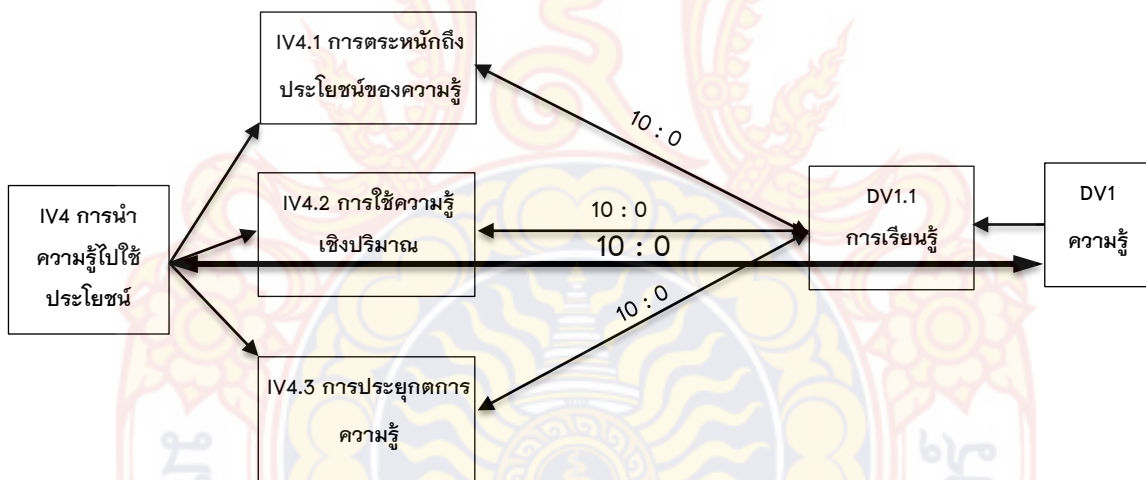 IV4.1 การตระหนักถึง
ประโยชน์ของความรู้
10 : 0
IV4 การนำ
ความรู้ไปใช้
ประโยชน์
IV4.2 การใช้ความรู้
เชิงปริมาณ
10 : 0
10 : 0
DV1.1
การเรียนรู้
DV1
ความรู้
10 : 0
IV4.3 การประยุกตการ
ความรู้